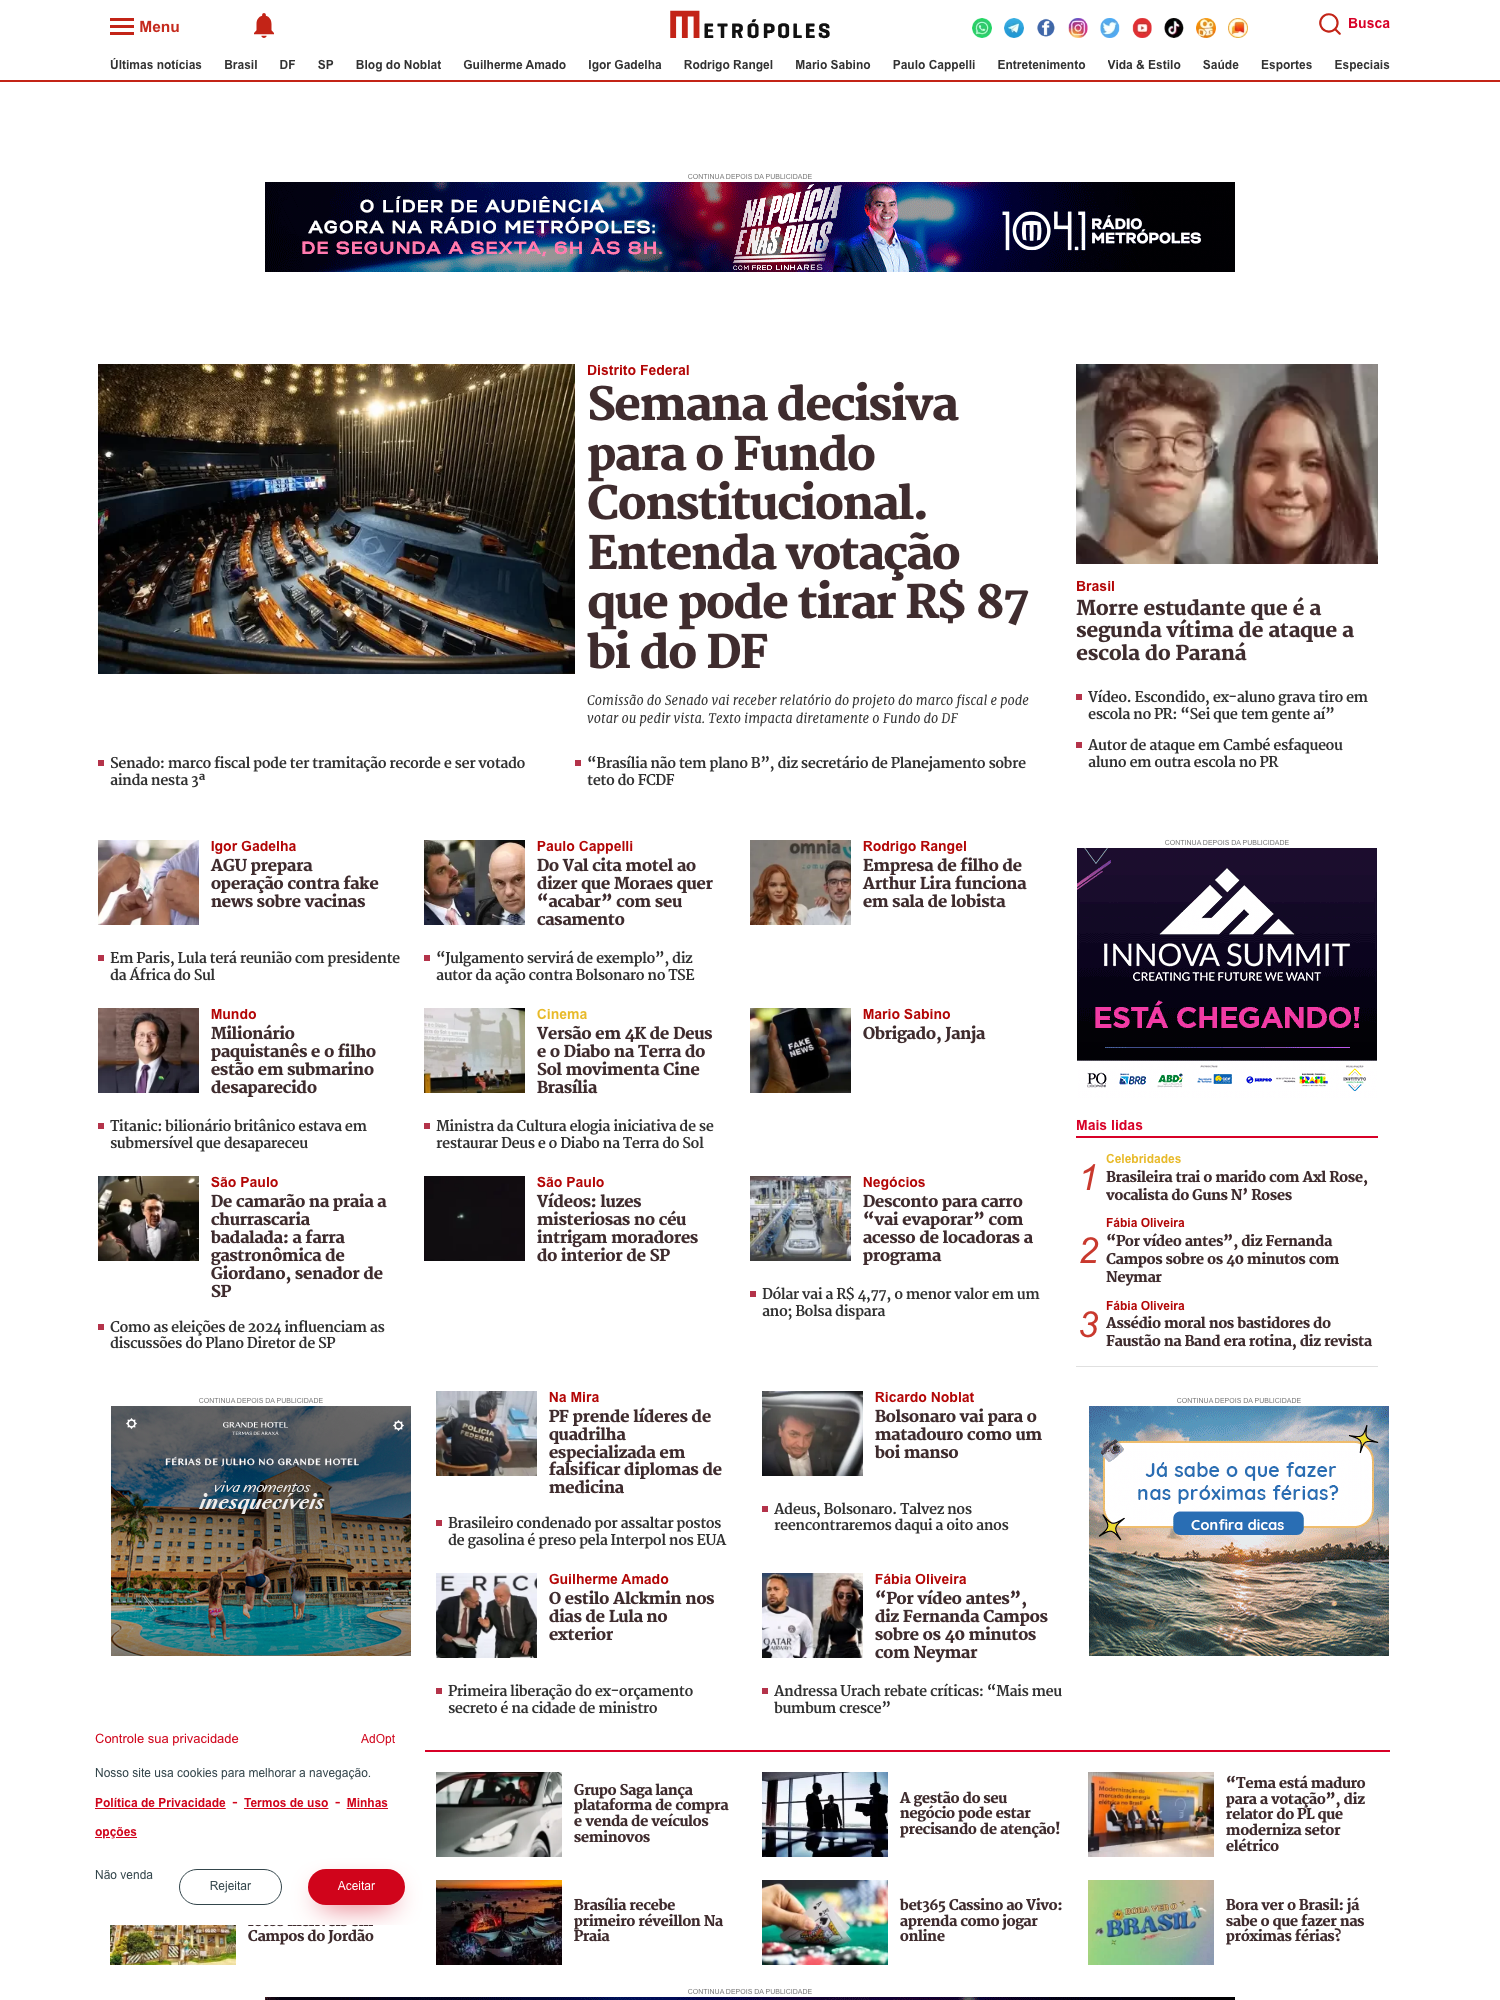 Menu
METRÓPOLES
Busca
Últimas notícias Brasil DF SP Blog do Noblat Guilherme Amado Igor Gadelha Rodrigo Rangel Mario Sabino Paulo Cappelli Entretenimento Vida & Estilo Saúde Esportes Especiais
CONTINUA DEPOIS DA PUBLICIDADE
O LÍDER DE AUDIÊNCIA
AGORA NA RÁDIO METRÓPOLES:
DE SEGUNDA A SEXTA, 6H ÀS 8H.
NA POLÍCIA
E NAS RUAS
COM FRED LINHARES
104.1 RÁDIO
METRÓPOLES
Distrito Federal
Semana decisiva
para o Fundo
Constitucional.
Entenda votação
que pode tirar R$ 87
bi do DF
Comissão do Senado vai receber relatório do projeto do marco fiscal e pode
votar ou pedir vista. Texto impacta diretamente o Fundo do DF
Senado: marco fiscal pode ter tramitação recorde e ser votado
ainda nesta 3ª
“Brasília não tem plano B”, diz secretário de Planejamento sobre
teto do FCDF
Brasil
Morre estudante que é a
segunda vítima de ataque a
escola do Paraná
Vídeo. Escondido, ex-aluno grava tiro em
escola no PR: “Sei que tem gente aí”
Autor de ataque em Cambé esfaqueou
aluno em outra escola no PR
Igor Gadelha
AGU prepara
operação contra fake
news sobre vacinas
Em Paris, Lula terá reunião com presidente
da África do Sul
Paulo Cappelli
Do Val cita motel ao
dizer que Moraes quer
“acabar” com seu
casamento
“Julgamento servirá de exemplo”, diz
autor da ação contra Bolsonaro no TSE
omnia
Rodrigo Rangel
Empresa de filho de
Arthur Lira funciona
em sala de lobista
CONTINUA DEPOIS DA PUBLICIDADE
INNOVA SUMMIT
CREATING THE FUTURE WE WANT
ESTÁ CHEGANDO!
PO
BRB
ABDI
SERPRO
Mundo
Milionário
paquistanês e o filho
estão em submarino
desaparecido
Titanic: bilionário britânico estava em
submersível que desapareceu
Cinema
Versão em 4K de Deus
e o Diabo na Terra do
Sol movimenta Cine
Brasília
Ministra da Cultura elogia iniciativa de se
restaurar Deus e o Diabo na Terra do Sol
FAKE
NEWS
Mario Sabino
Obrigado, Janja
Mais lidas
1
Celebridades
Brasileira trai o marido com Axl Rose,
vocalista do Guns N’ Roses
2
Fábia Oliveira
“Por vídeo antes”, diz Fernanda
Campos sobre os 40 minutos com
Neymar
3
Fábia Oliveira
Assédio moral nos bastidores do
Faustão na Band era rotina, diz revista
São Paulo
De camarão na praia a
churrascaria
badalada: a farra
gastronômica de
Giordano, senador de
SP
Como as eleições de 2024 influenciam as
discussões do Plano Diretor de SP
São Paulo
Vídeos: luzes
misteriosas no céu
intrigam moradores
do interior de SP
Negócios
Desconto para carro
“vai evaporar” com
acesso de locadoras a
programa
Dólar vai a R$ 4,77, o menor valor em um
ano; Bolsa dispara
CONTINUA DEPOIS DA PUBLICIDADE
GRANDE HOTEL
TERMAS DE ARAXÁ
FÉRIAS DE JULHO NO GRANDE HOTEL
viva momentos
inesquecíveis
POLICIA
FEDERAL
Na Mira
PF prende líderes de
quadrilha
especializada em
falsificar diplomas de
medicina
Brasileiro condenado por assaltar postos
de gasolina é preso pela Interpol nos EUA
Ricardo Noblat
Bolsonaro vai para o
matadouro como um
boi manso
Adeus, Bolsonaro. Talvez nos
reencontraremos daqui a oito anos
CONTINUA DEPOIS DA PUBLICIDADE
Já sabe o que fazer
nas próximas férias?
Confira dicas
E RECO
Guilherme Amado
O estilo Alckmin nos
dias de Lula no
exterior
Primeira liberação do ex-orçamento
secreto é na cidade de ministro
QATAR
Fábia Oliveira
“Por vídeo antes”,
diz Fernanda Campos
sobre os 40 minutos
com Neymar
Andressa Urach rebate críticas: “Mais meu
bumbum cresce”
Controle sua privacidade
AdOpt
Nosso site usa cookies para melhorar a navegação.
Política de Privacidade - Termos de uso - Minhas
opções
Não venda
Rejeitar
Aceitar
Campos do Jordão
Grupo Saga lança
plataforma de compra
e venda de veículos
seminovos
A gestão do seu
negócio pode estar
precisando de atenção!
“Tema está maduro
para a votação”, diz
relator do PL que
moderniza setor
elétrico
Brasília recebe
primeiro réveillon Na
Praia
bet365 Cassino ao Vivo:
aprenda como jogar
online
BORA VER O
BRASIL
Bora ver o Brasil: já
sabe o que fazer nas
próximas férias?
CONTINUA DEPOIS DA PUBLICIDADE